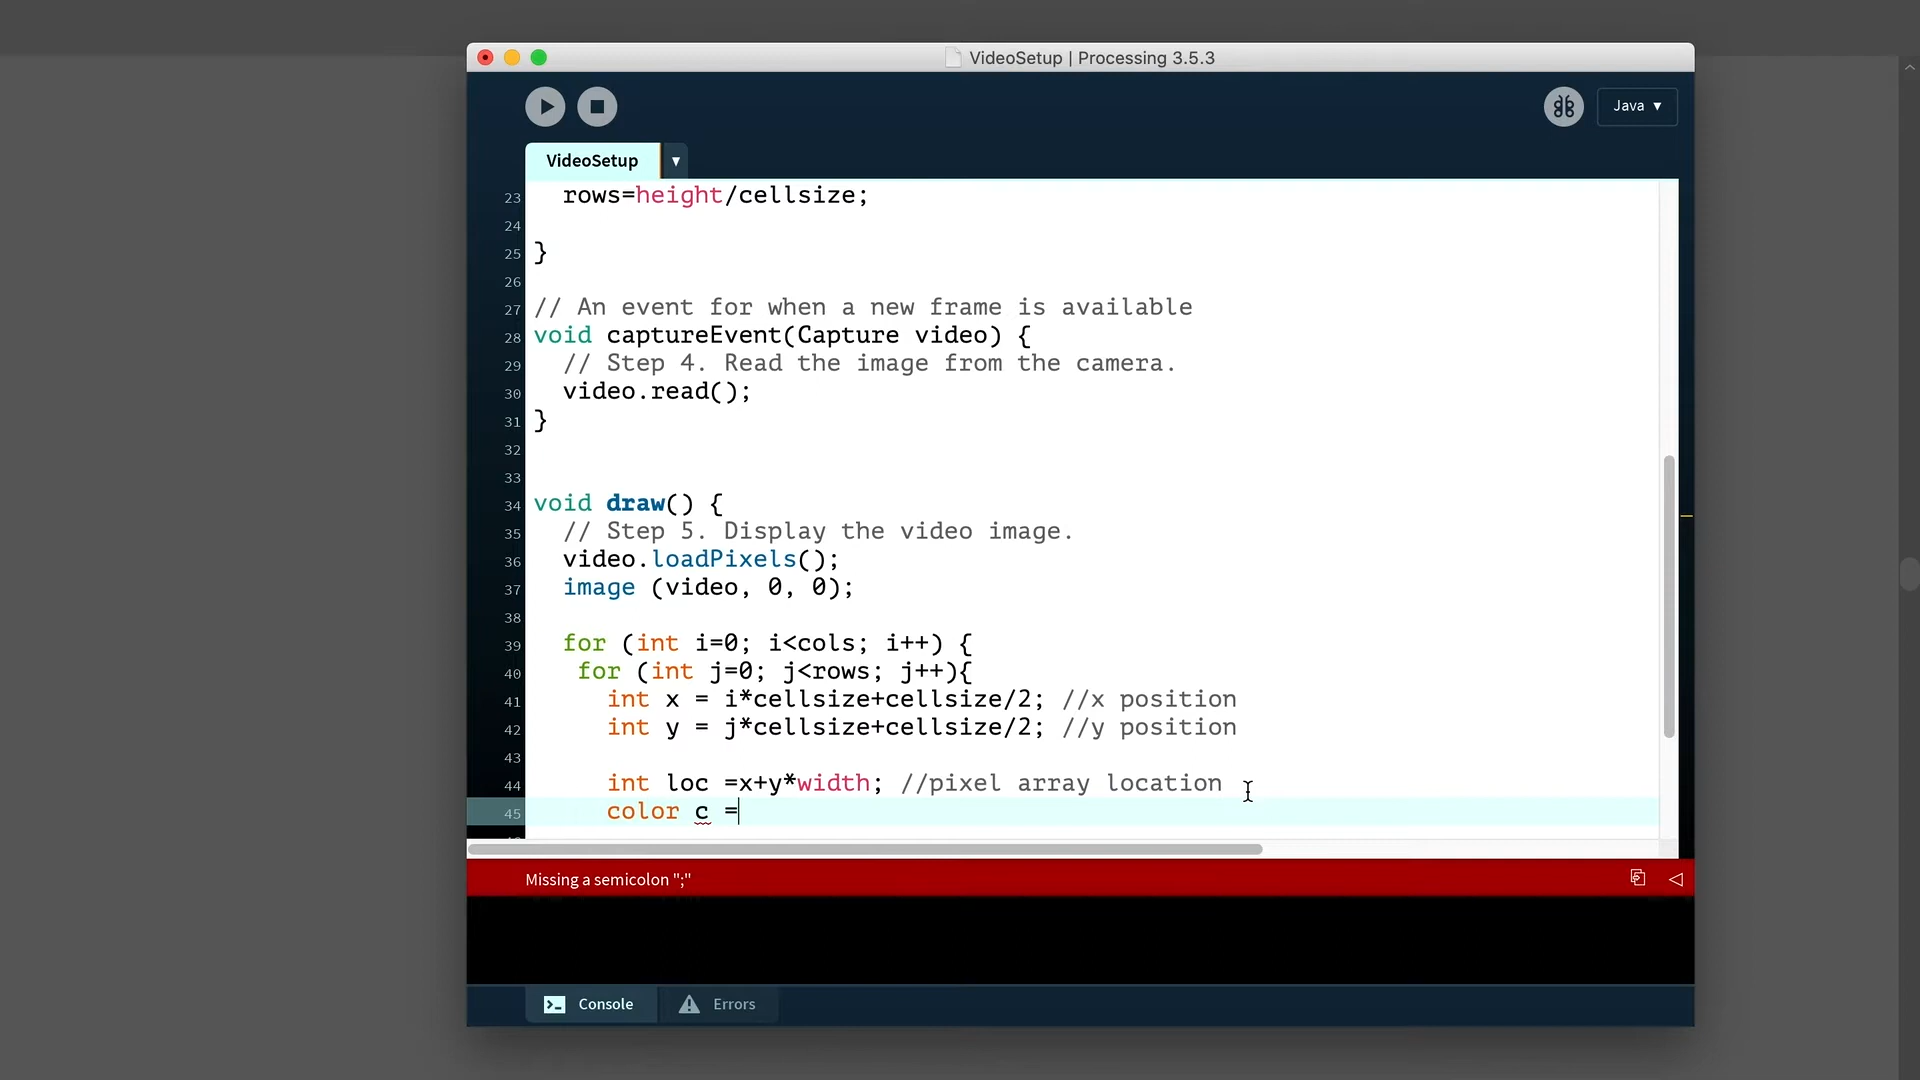 VideoSetup | Processing 3.5.3
Java ▾
VideoSetup ▾
23 rows=height/cellsize;
24
25 }
26
27 // An event for when a new frame is available
28 void captureEvent(Capture video) {
29 // Step 4. Read the image from the camera.
30 video.read();
31 }
32
33
34 void draw() {
35 // Step 5. Display the video image.
36 video.loadPixels();
37 image (video, 0, 0);
38
39 for (int i=0; i<cols; i++) {
40 for (int j=0; j<rows; j++){
41 int x = i*cellsize+cellsize/2; //x position
42 int y = j*cellsize+cellsize/2; //y position
43
44 int loc =x+y*width; //pixel array location
45 color c =
Missing a semicolon ";"
Console Errors